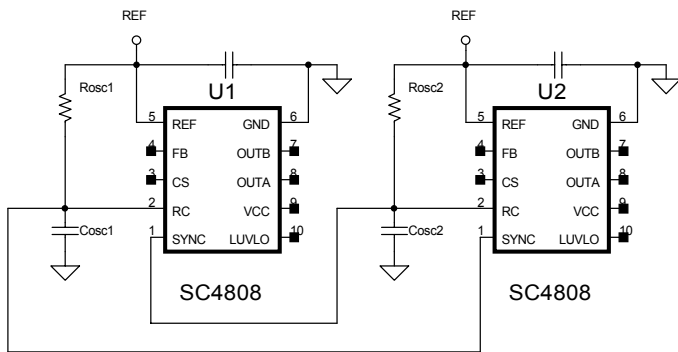 REF
REF
U1
U2
Rosc1
Rosc2
5 REF GND 6
5 REF GND 6
4 FB OUTB 7
4 FB OUTB 7
3 CS OUTA 8
3 CS OUTA 8
2 RC VCC 9
2 RC VCC 9
Cosc1
Cosc2
1 SYNC LUVLO 10
1 SYNC LUVLO 10
SC4808
SC4808